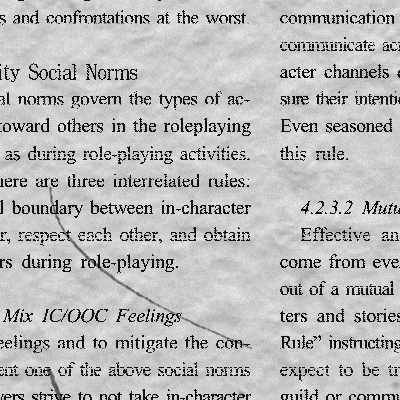 s and confrontations at the worst
ity Social Norms
al norms govern the types of ac-
toward others in the roleplaying
as during role-playing activities.
here are three interrelated rules:
l boundary between in-character
r, respect each other, and obtain
rs during role-playing.
Mix IC/OOC Feelings
eelings and to mitigate the con-
ent one of the above social norms
yers strive to not take in-character
communication
communicate ac
acter channels
sure their intenti
Even seasoned
this rule.
4.2.3.2 Mutu
Effective an
come from eve
out of a mutual
ters and stories
Rule” instructing
expect to be tr
guild or commu